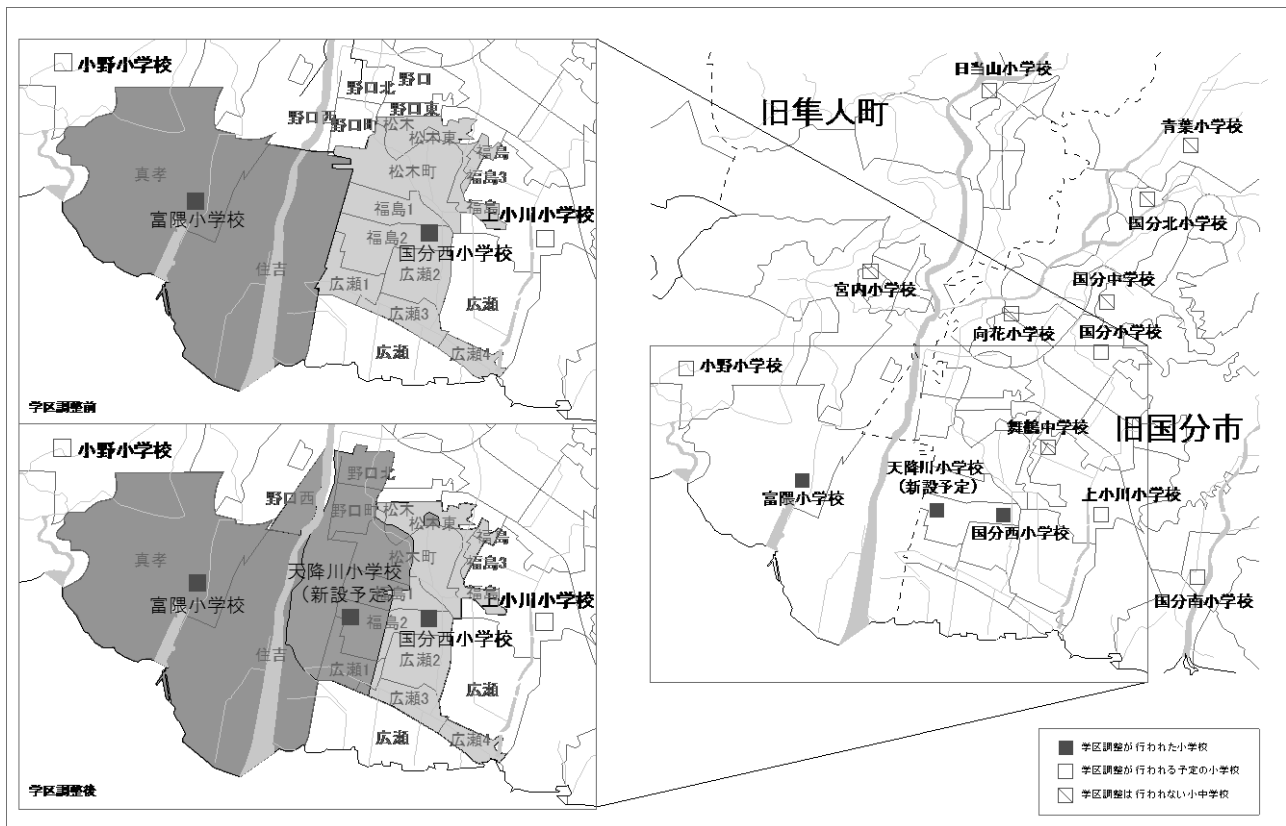 小野小学校
野口
野口北
野口東
野口西
野口町
松木
松木東
真孝
松木町
福島
福島3
富隈小学校
福島1
福島
上小川小学校
福島2
国分西小学校
住吉
広瀬1
広瀬2
広瀬3
広瀬
広瀬
広瀬4
学区調整前
小野小学校
野口北
野口西
野口町
松木
松木東
真孝
松木町
福島
福島3
天降川小学校
(新設予定)
富隈小学校
福島1
福島
上小川小学校
福島2
国分西小学校
住吉
広瀬1
広瀬2
広瀬3
広瀬
広瀬
広瀬4
学区調整後
日当山小学校
旧隼人町
青葉小学校
国分北小学校
宮内小学校
国分中学校
向花小学校
国分小学校
小野小学校
舞鶴中学校
旧国分市
天降川小学校
(新設予定)
富隈小学校
上小川小学校
国分西小学校
国分南小学校
学区調整が行われた小学校
学区調整が行われる予定の小学校
学区調整は行われない小中学校